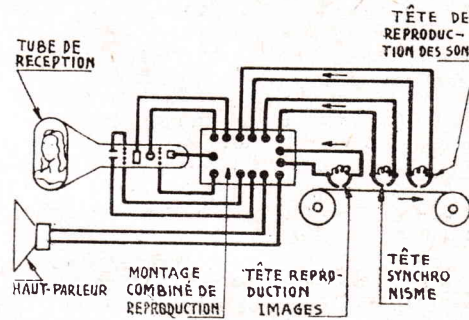 TÊTE DE
REPRODUC-
TION DES SON
TUBE DE
RECEPTION
HAUT-PARLEUR
MONTAGE
COMBINÉ DE
REPRODUCTION
TÊTE REPRO-
DUCTION
IMAGES
TÊTE
SYNCHRO
NISME